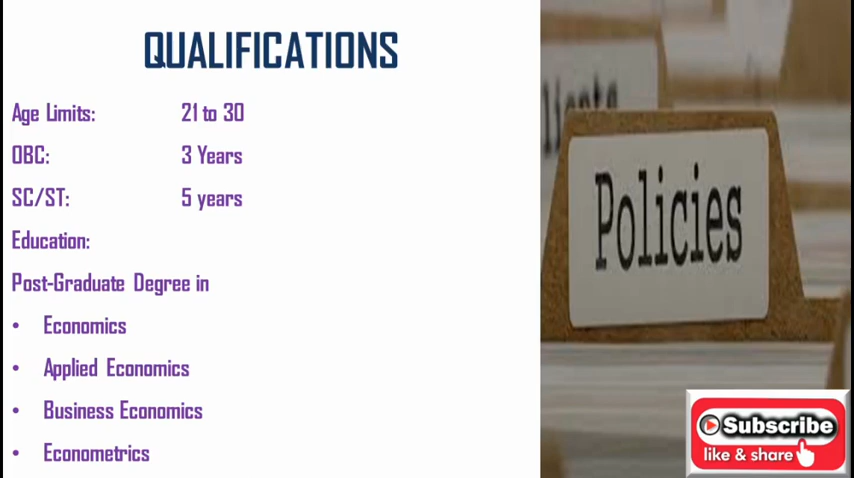 QUALIFICATIONS
Age Limits: 21 to 30
OBC: 3 Years
SC/ST: 5 years
Education:
Post-Graduate Degree in
• Economics
• Applied Economics
• Business Economics
• Econometrics
Policies
Subscribe
like & share